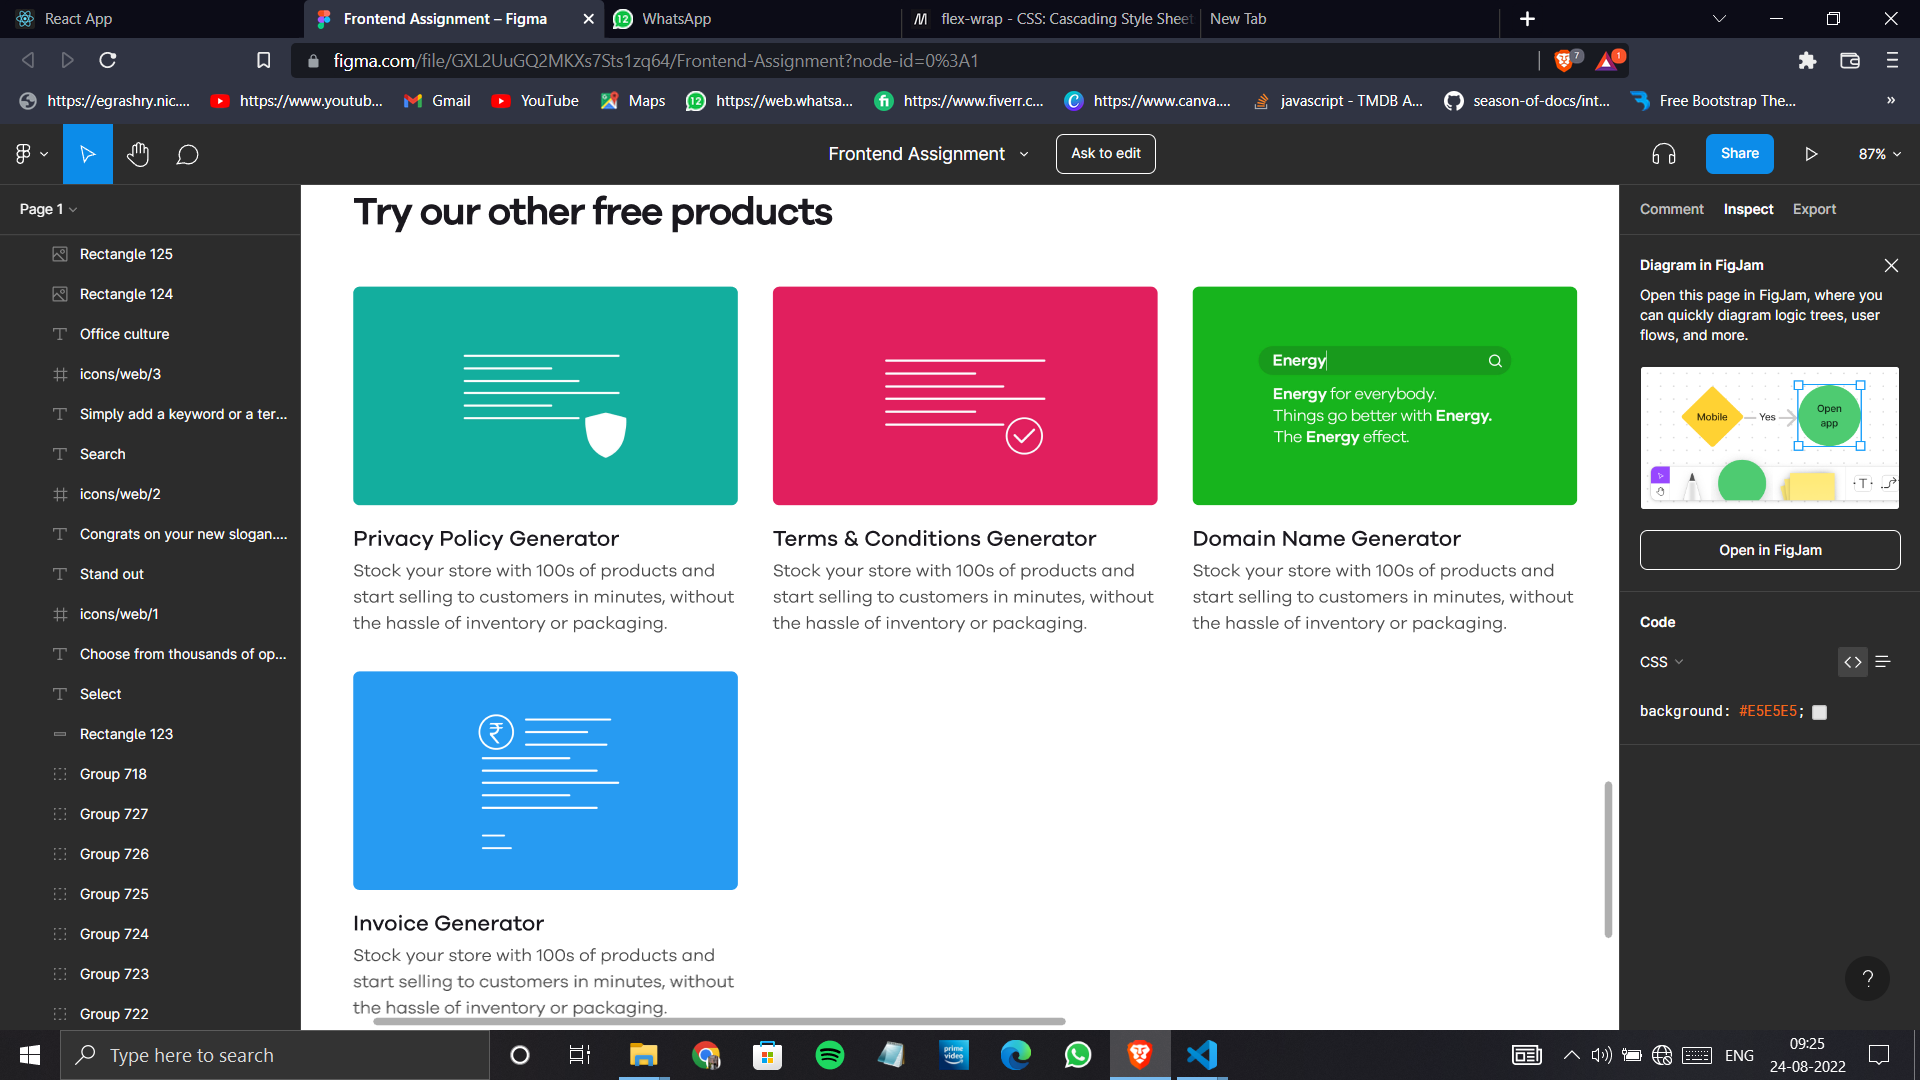 React App
Frontend Assignment – Figma
12
WhatsApp
flex-wrap - CSS: Cascading Style Sheet
New Tab
figma.com/file/GXL2UuGQ2MKXs7Sts1zq64/Frontend-Assignment?node-id=0%3A1
7
1
https://egrashry.nic....
https://www.youtub...
Gmail
YouTube
Maps
12
https://web.whatsa...
fi
https://www.fiverr.c...
C
https://www.canva....
javascript - TMDB A...
season-of-docs/int...
Free Bootstrap The...
»
Frontend Assignment
Ask to edit
Share
87%
Page 1
Rectangle 125
Rectangle 124
Office culture
icons/web/3
Simply add a keyword or a ter...
Search
icons/web/2
Congrats on your new slogan....
Stand out
icons/web/1
Choose from thousands of op...
Select
Rectangle 123
Group 718
Group 727
Group 726
Group 725
Group 724
Group 723
Group 722
Try our other free products
Energy
Energy for everybody.
Things go better with Energy.
The Energy effect.
Privacy Policy Generator
Stock your store with 100s of products and
start selling to customers in minutes, without
the hassle of inventory or packaging.
Terms & Conditions Generator
Stock your store with 100s of products and
start selling to customers in minutes, without
the hassle of inventory or packaging.
Domain Name Generator
Stock your store with 100s of products and
start selling to customers in minutes, without
the hassle of inventory or packaging.
₹
Invoice Generator
Stock your store with 100s of products and
start selling to customers in minutes, without
the hassle of inventory or packaging.
Comment
Inspect
Export
Diagram in FigJam
Open this page in FigJam, where you
can quickly diagram logic trees, user
flows, and more.
Mobile
Yes
Open
app
T
Open in FigJam
Code
CSS
background: #E5E5E5;
?
Type here to search
prime
video
ENG
09:25
24-08-2022